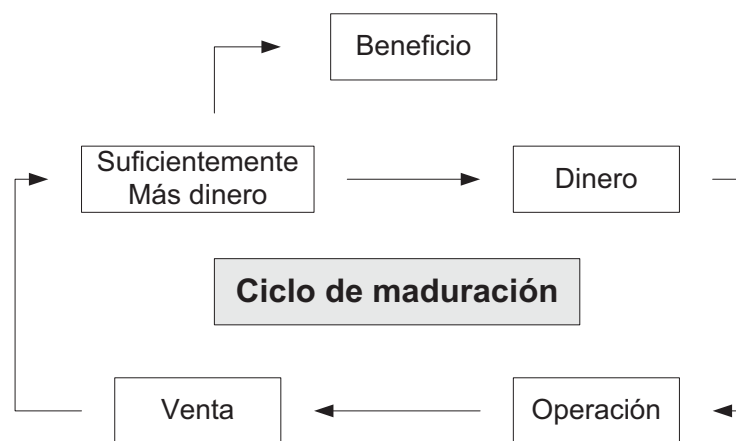 Beneficio
Suficientemente
Más dinero
Dinero
Ciclo de maduración
Venta
Operación